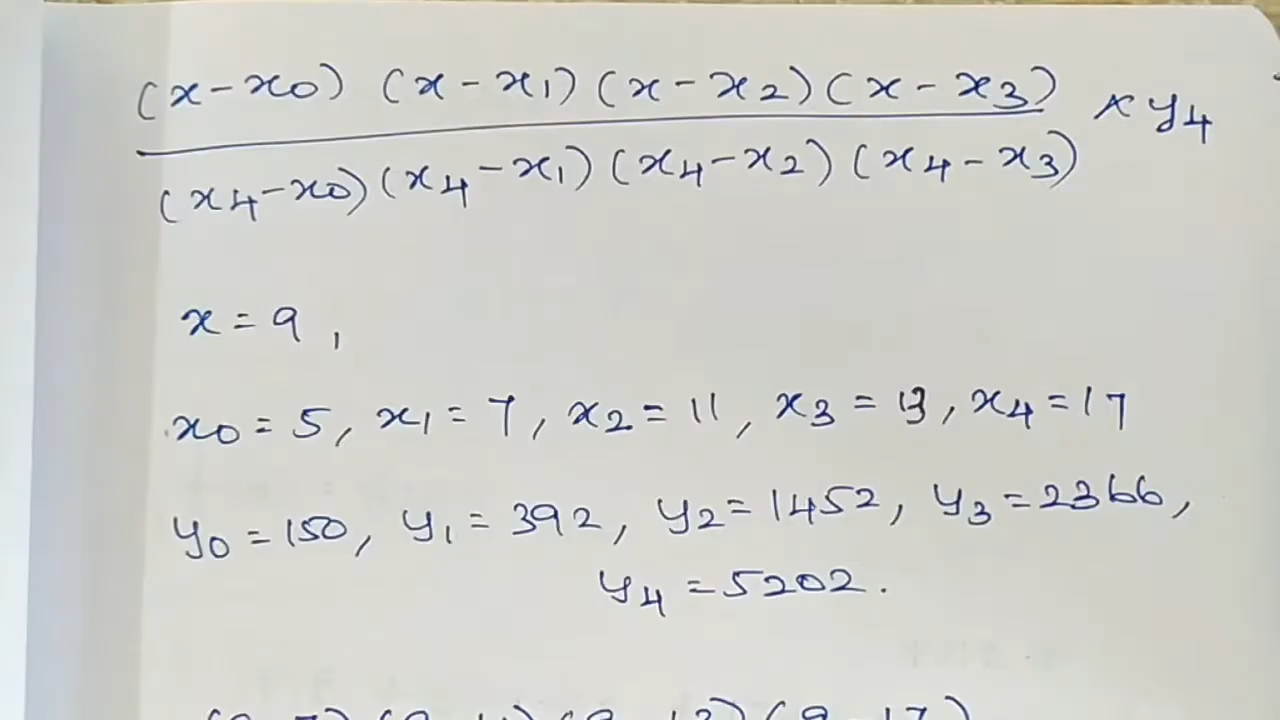 (x-x0) (x-x1) (x-x2) (x-x3) × y4
(x4-x0) (x4-x1) (x4-x2) (x4-x3)
x = 9,
x0 = 5, x1 = 7, x2 = 11, x3 = 13, x4 = 17
y0 = 150, y1 = 392, y2 = 1452, y3 = 2366,
y4 = 5202.